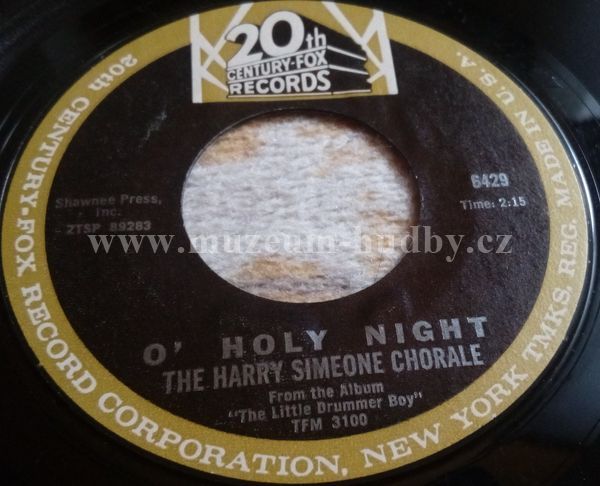 20th
CENTURY-FOX
RECORDS
Shawnee Press,
Inc.
ZTSP 89283
6429
Time: 2:15
www.muzeum-hudby.cz
O' HOLY NIGHT
THE HARRY SIMEONE CHORALE
From the Album
"The Little Drummer Boy"
TFM 3100
20th CENTURY-FOX RECORD CORPORATION, NEW YORK TMKS. REG. MADE IN U.S.A.